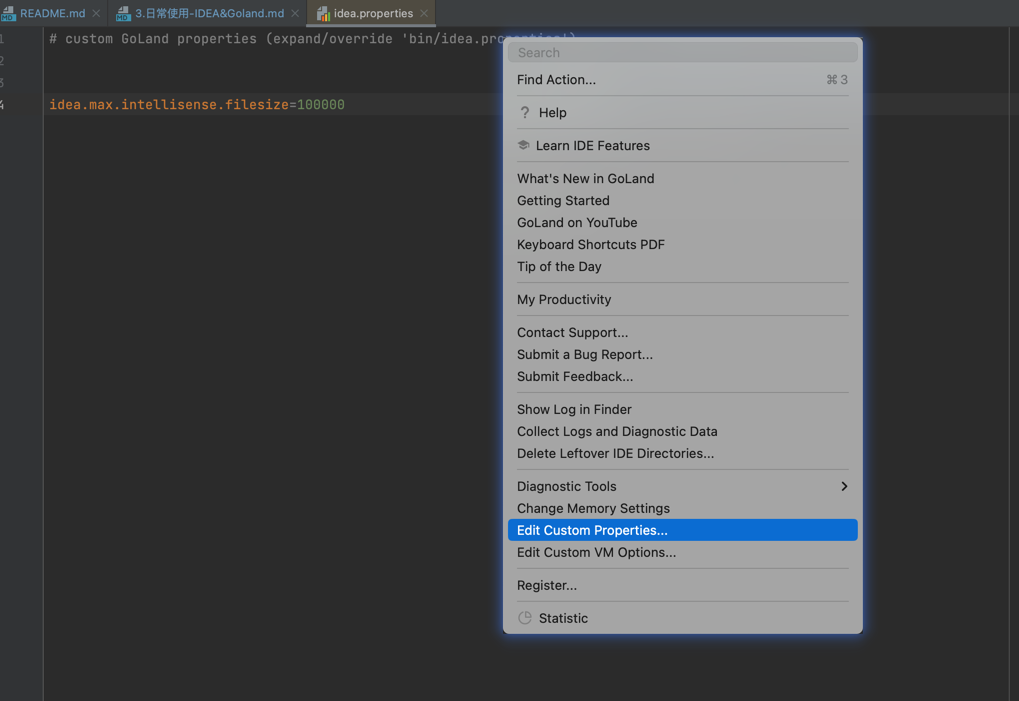 README.md
3.日常使用-IDEA&Goland.md
idea.properties
1 # custom GoLand properties (expand/override 'bin/idea.properties')
2
3
4 idea.max.intellisense.filesize=100000
Search
Find Action... ⌘3
? Help
Learn IDE Features
What's New in GoLand
Getting Started
GoLand on YouTube
Keyboard Shortcuts PDF
Tip of the Day
My Productivity
Contact Support...
Submit a Bug Report...
Submit Feedback...
Show Log in Finder
Collect Logs and Diagnostic Data
Delete Leftover IDE Directories...
Diagnostic Tools
Change Memory Settings
Edit Custom Properties...
Edit Custom VM Options...
Register...
Statistic